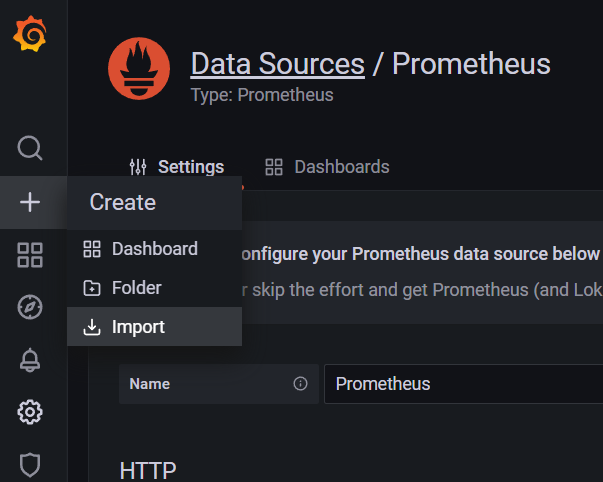 Data Sources / Prometheus
Type: Prometheus
Settings
Dashboards
Create
Dashboard
Folder
Import
onfigure your Prometheus data source below
r skip the effort and get Prometheus (and Lok
Name
Prometheus
HTTP